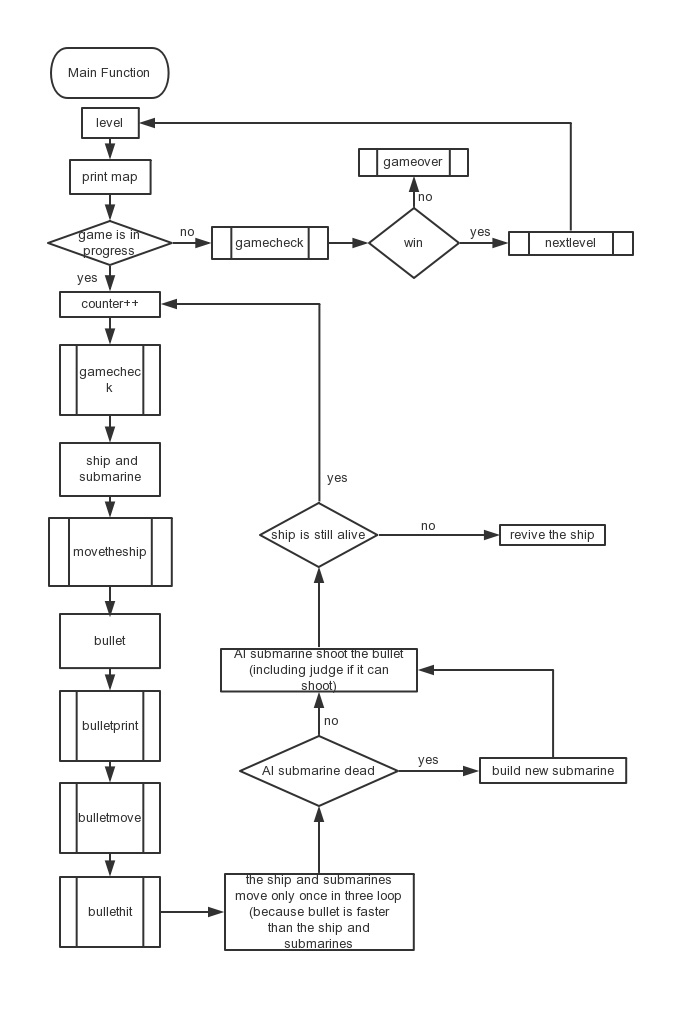 Main Function
level
print map
gameover
no
game is in
progress
no
gamecheck
win
yes
nextlevel
yes
counter++
gamechec
k
ship and
submarine
yes
movetheship
ship is still alive
no
revive the ship
bullet
AI submarine shoot the bullet
(including judge if it can
shoot)
bulletprint
no
AI submarine dead
yes
build new submarine
bulletmove
bullethit
the ship and submarines
move only once in three loop
(because bullet is faster
than the ship and
submarines